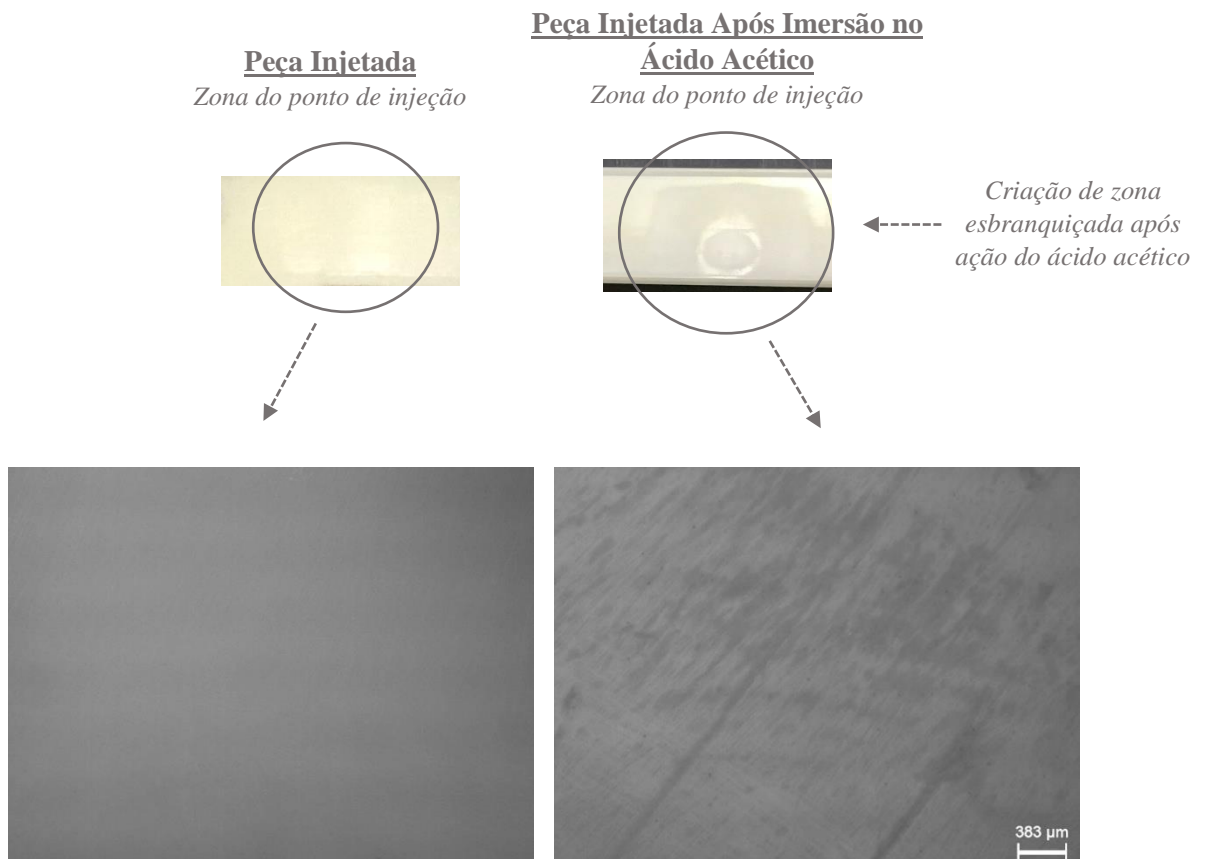 Peça Injetada
Zona do ponto de injeção
Peça Injetada Após Imersão no
Ácido Acético
Zona do ponto de injeção
Criação de zona
esbranquiçada após
ação do ácido acético
383 µm